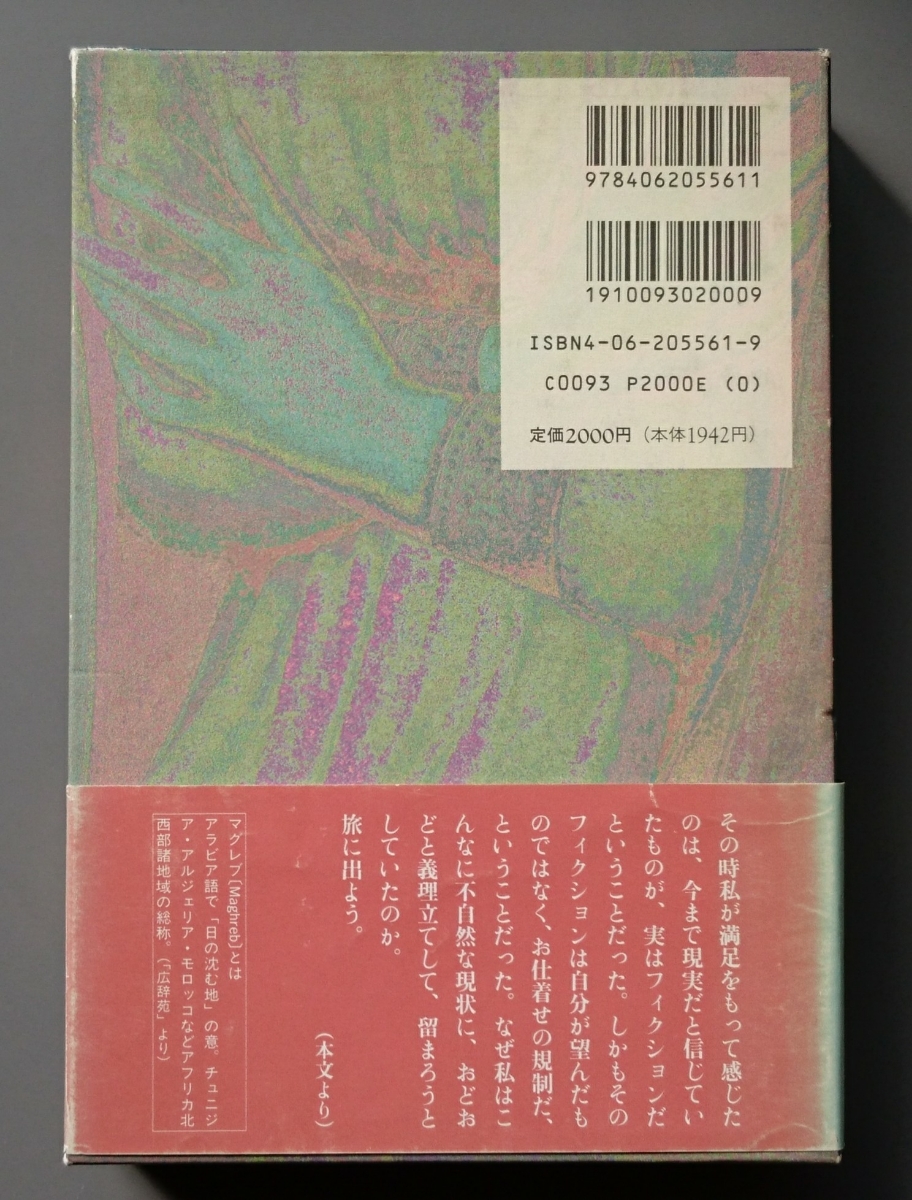 9784062055611
1910093020009
ISBN4-06-205561-9
C0093 P2000E (0)
定価2000円（本体1942円）
その時私が満足をもって感じた
のは、今まで現実だと信じてい
たものが、実はフィクションだ
ということだった。しかもその
フィクションは自分が望んだも
のではなく、お仕着せの規制だ、
ということだった。なぜ私はこ
んなに不自然な現状に、おどお
どと義理立てして、留まろうと
していたのか。
旅に出よう。
（本文より）
マグレブ〔Maghreb〕とは
アラビア語で「日の沈む地」の意。チュニジ
ア・アルジェリア・モロッコなどアフリカ北
西部諸地域の総称。（「広辞苑」より）